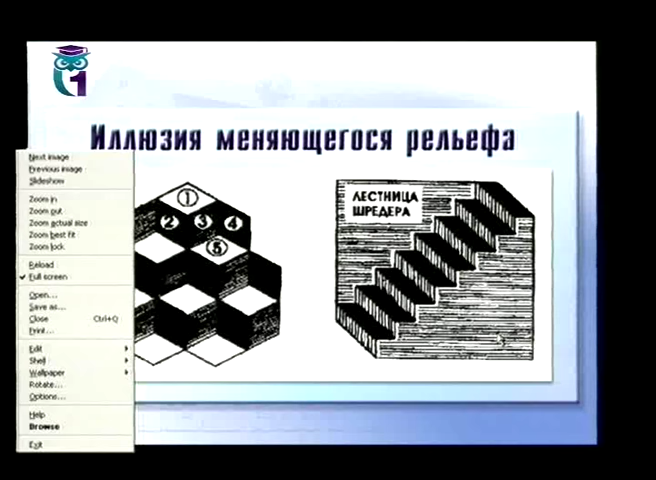 1
Иллюзия меняющегося рельефа
Next image
Previous image
Slideshow
Zoom in
Zoom out
Zoom actual size
Zoom best fit
Zoom lock
Reload
Full screen
Open...
Save as...
Close Ctrl+Q
Print...
Edit
Shell
Wallpaper
Rotate...
Options...
Help
Browse
Exit
1
2 3 4
5
ЛЕСТНИЦА
ШРЕДЕРА